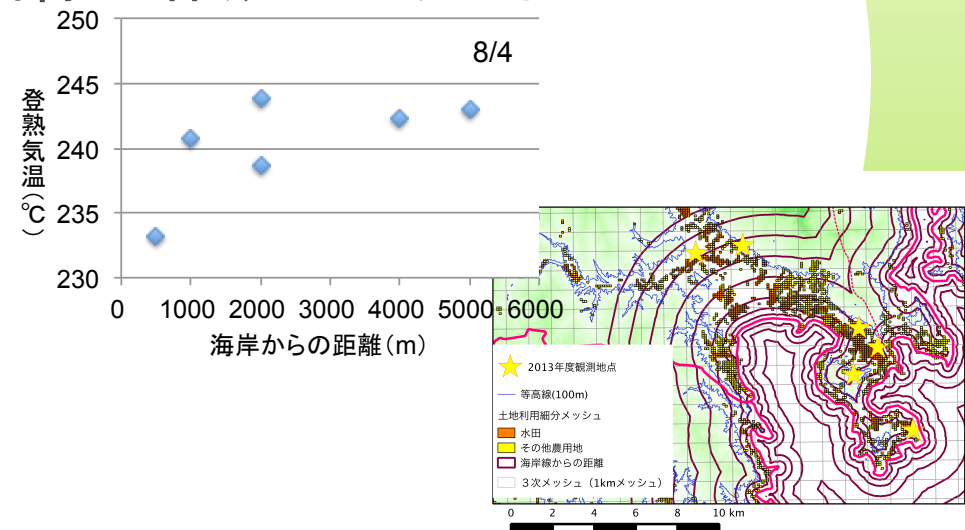 250
8/4
245
240
235
230
登熟気温(℃)
0 1000 2000 3000 4000 5000 6000
海岸からの距離(m)
2013年度観測地点
等高線(100m)
土地利用細分メッシュ
水田
その他農用地
海岸線からの距離
3次メッシュ(1kmメッシュ)
0 2 4 6 8 10 km